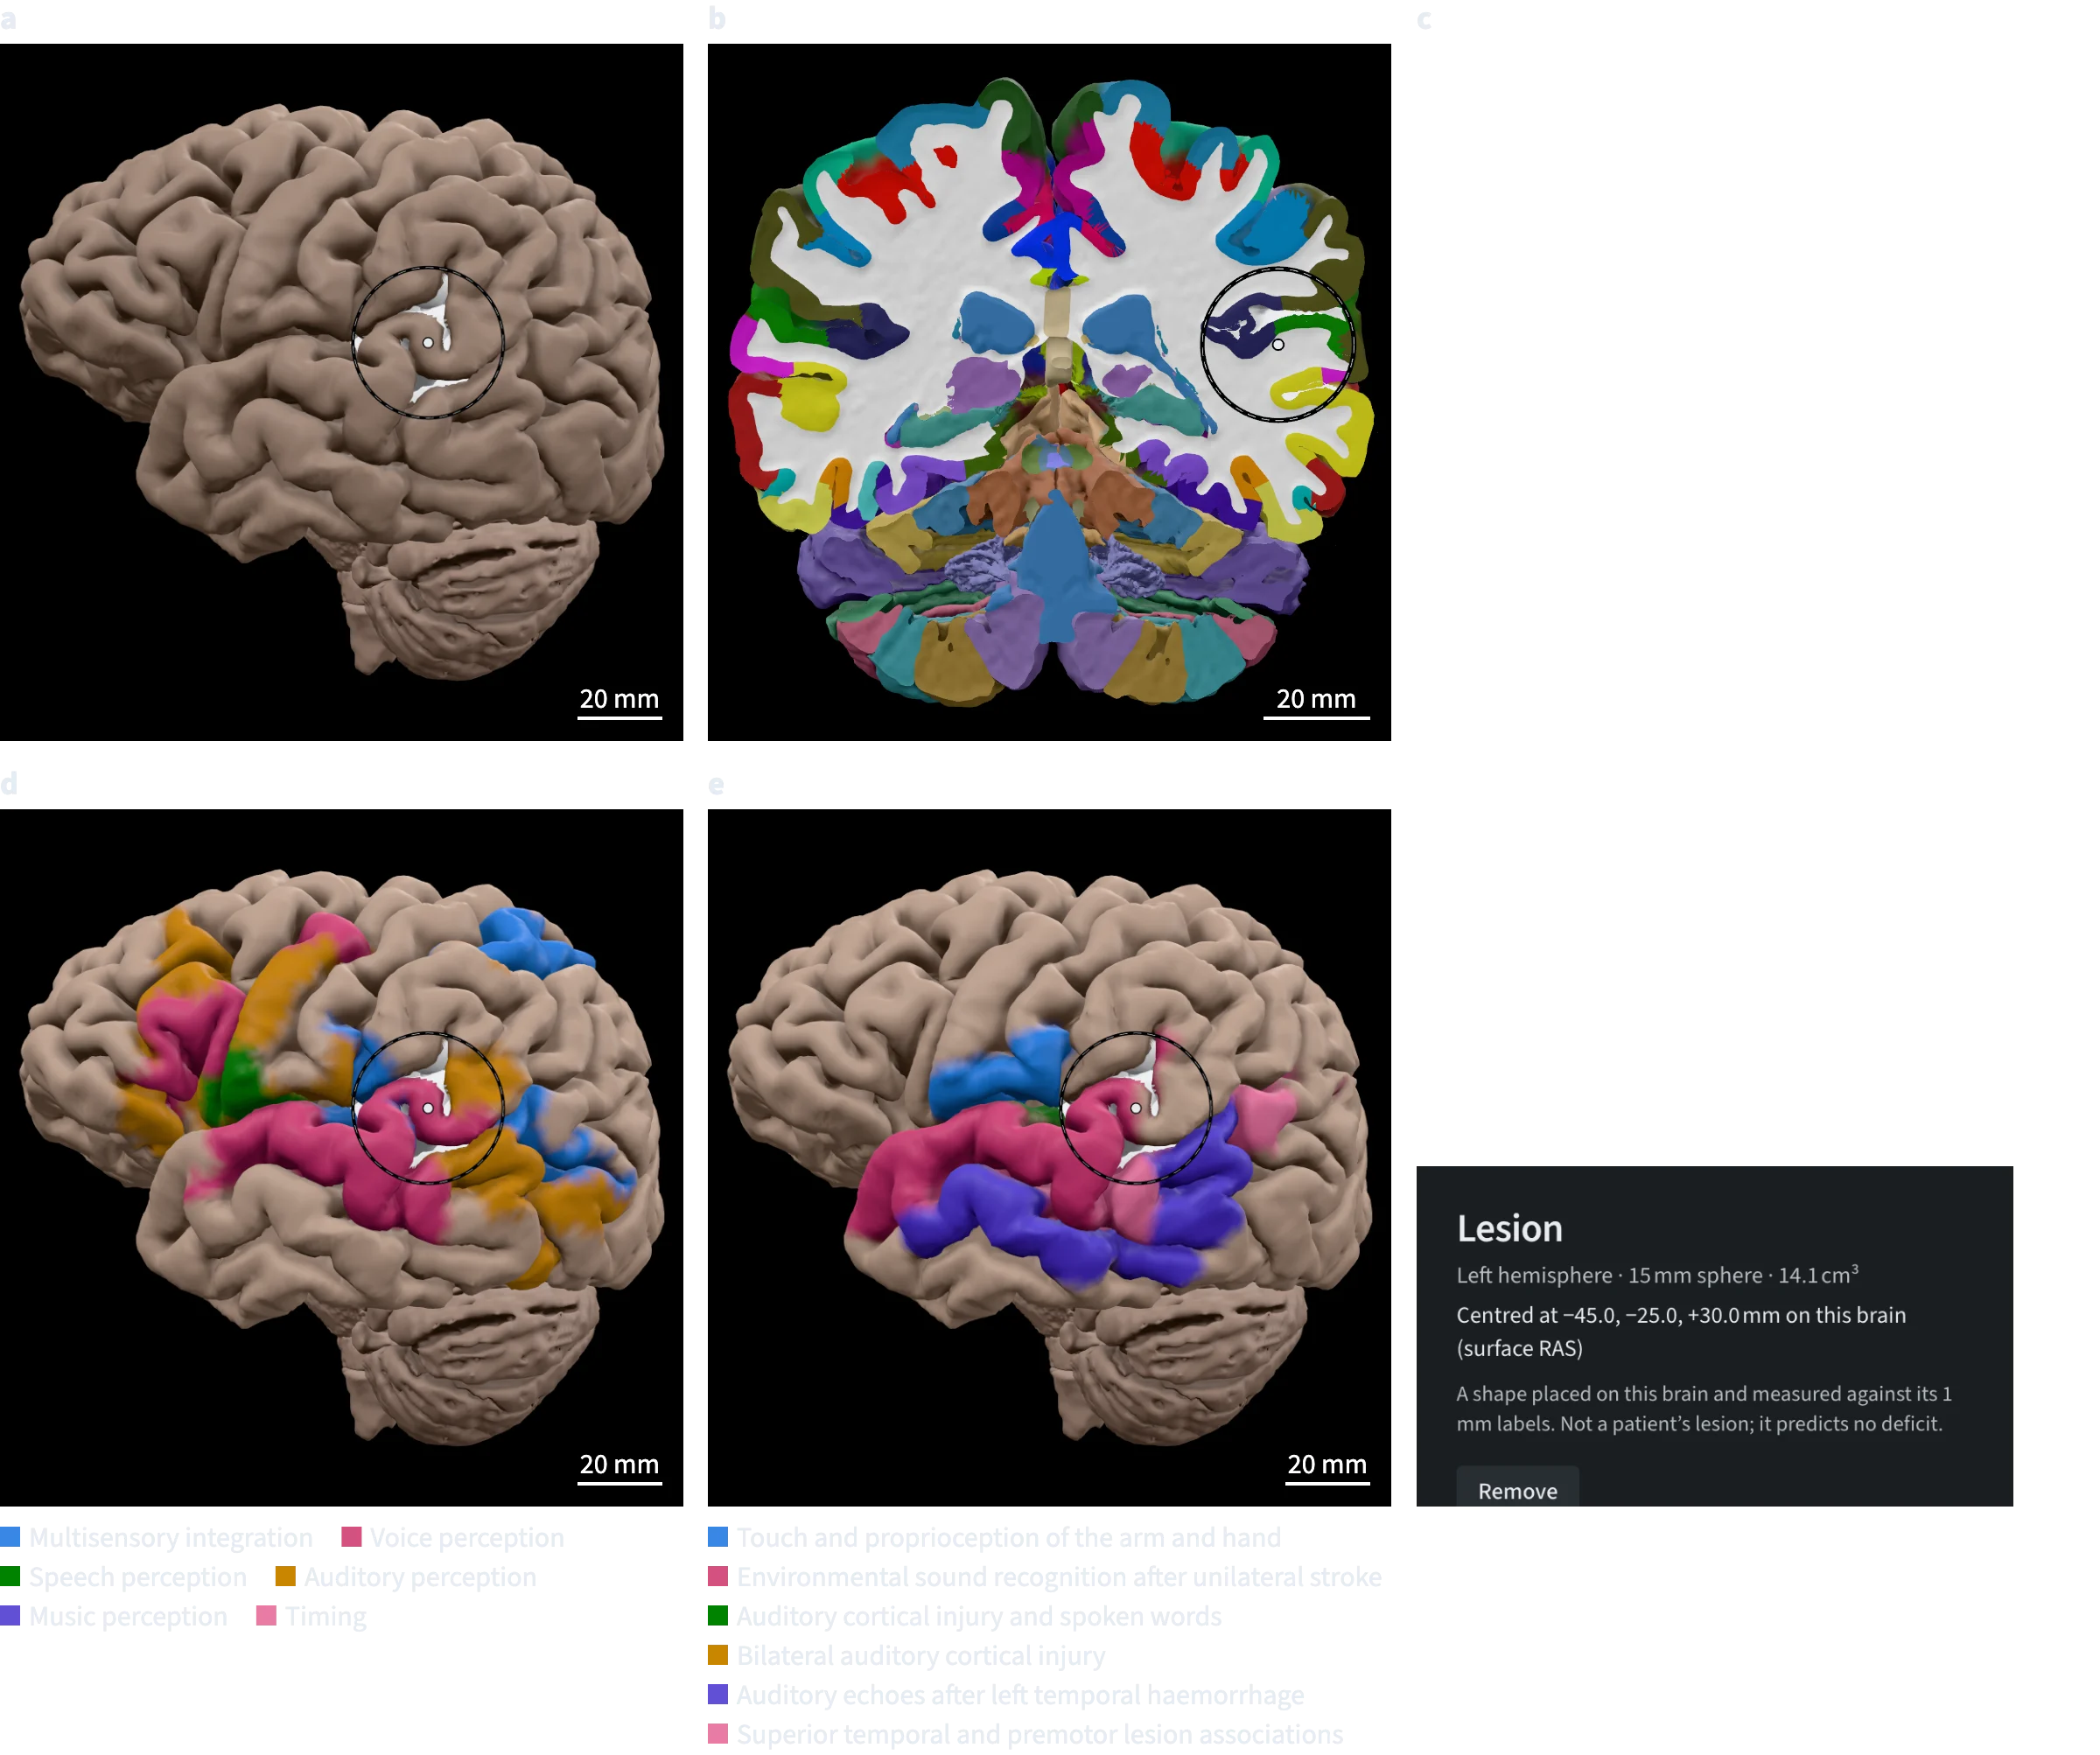 a
b
c
20 mm
20 mm
d
e
20 mm
20 mm
Lesion
Left hemisphere · 15 mm sphere · 14.1 cm³
Centred at −45.0, −25.0, +30.0 mm on this brain
(surface RAS)
A shape placed on this brain and measured against its 1
mm labels. Not a patient’s lesion; it predicts no deficit.
Remove
Multisensory integration
Voice perception
Speech perception
Auditory perception
Music perception
Timing
Touch and proprioception of the arm and hand
Environmental sound recognition after unilateral stroke
Auditory cortical injury and spoken words
Bilateral auditory cortical injury
Auditory echoes after left temporal haemorrhage
Superior temporal and premotor lesion associations